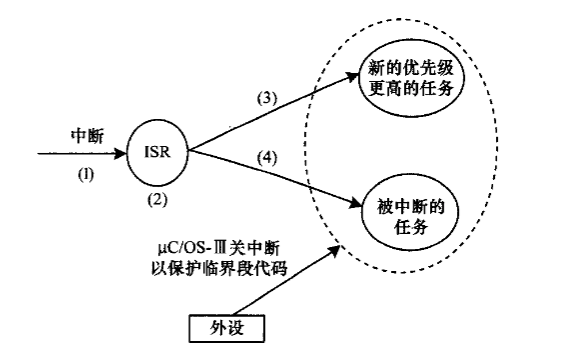 新的优先级
更高的任务
(3)
中断
ISR
(1)
(4)
(2)
被中断的
任务
μC/OS-Ⅲ关中断
以保护临界段代码
外设